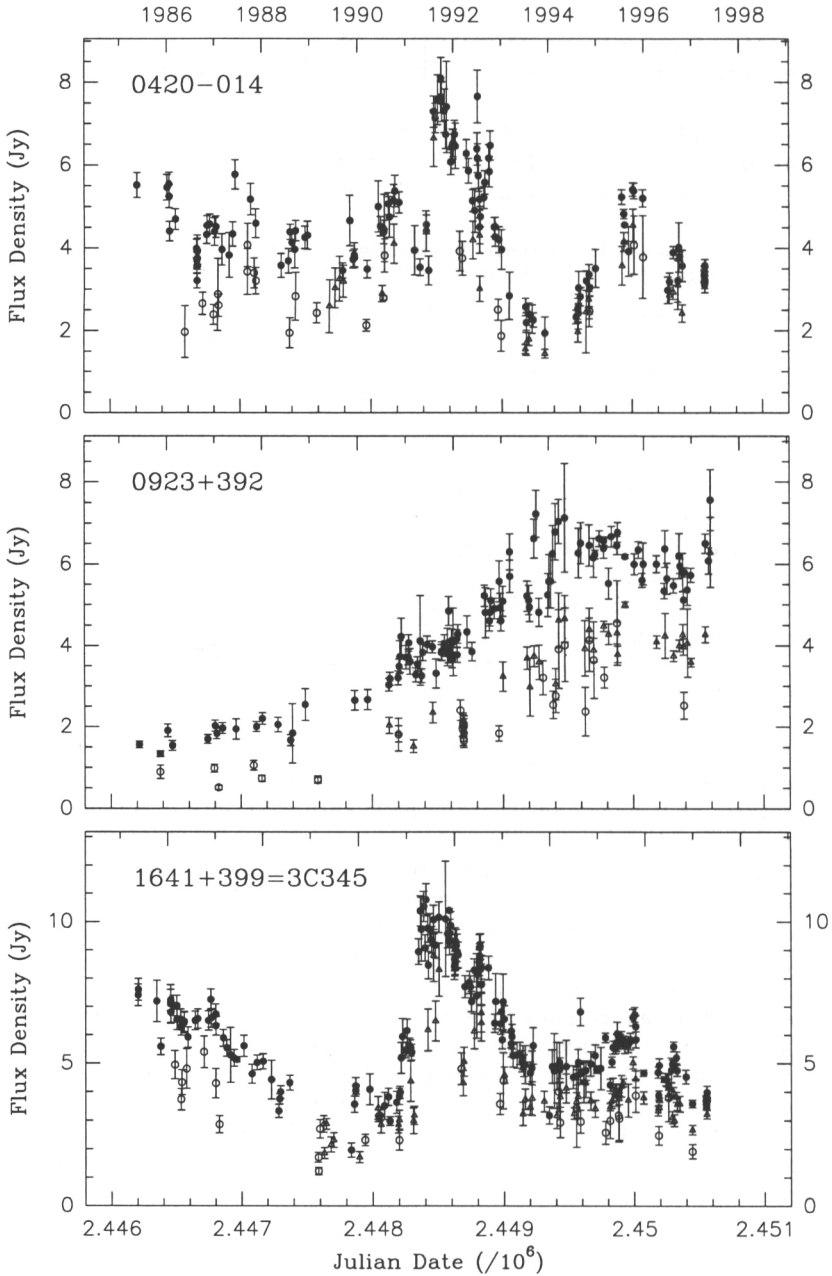 1986 1988 1990 1992 1994 1996 1998
0420−014
8 8
6 6
4 4
2 2
0 0
Flux Density (Jy)
0923+392
8 8
6 6
4 4
2 2
0 0
Flux Density (Jy)
1641+399=3C345
10 10
5 5
0 0
Flux Density (Jy)
2.446 2.447 2.448 2.449 2.45 2.451
Julian Date (/10⁶)